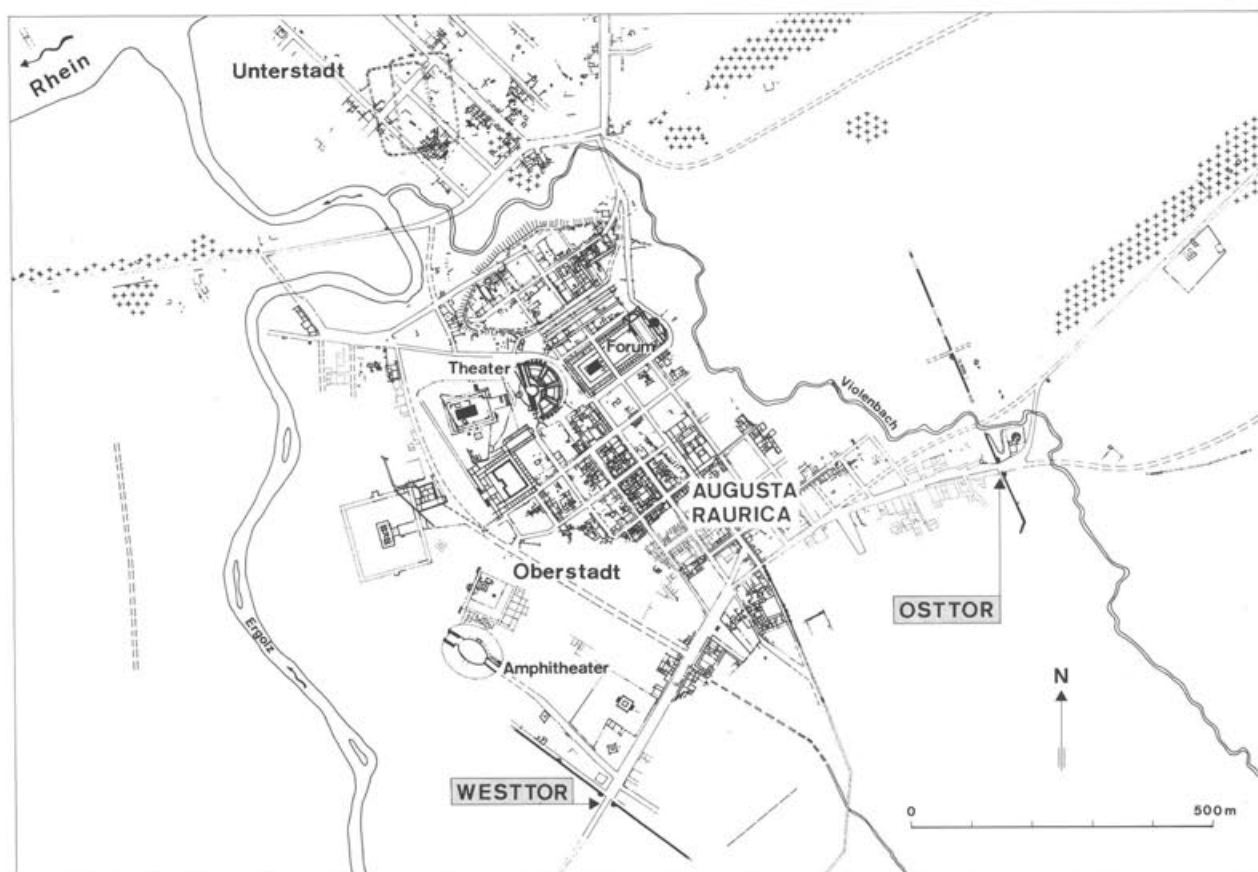 Rhein
Unterstadt
Forum
Theater
Violenbach
AUGUSTA
RAURICA
Oberstadt
OSTTOR
Ergolz
Amphitheater
N
WESTTOR
0 500 m